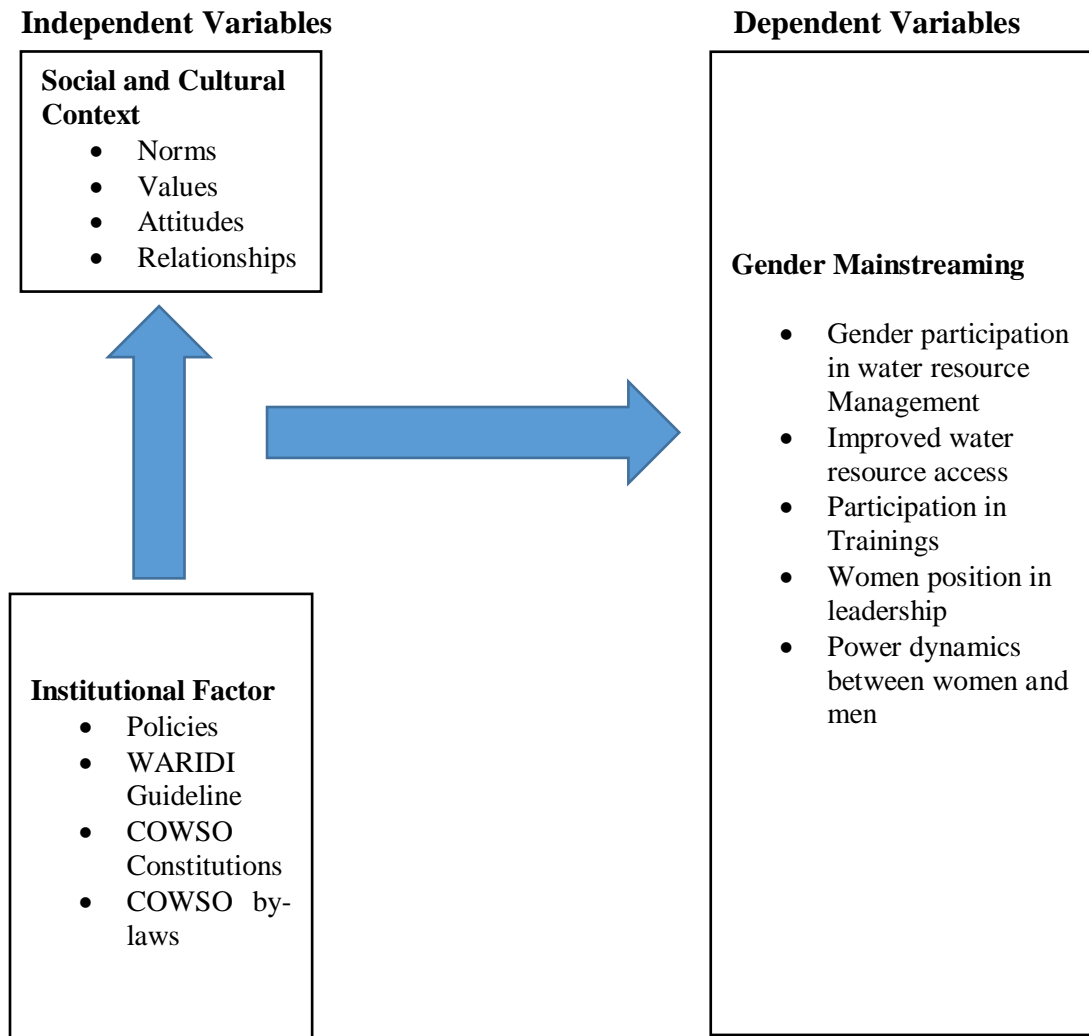 Independent Variables
Social and Cultural
Context
• Norms
• Values
• Attitudes
• Relationships
Institutional Factor
• Policies
• WARIDI
Guideline
• COWSO
Constitutions
• COWSO by-
laws
Dependent Variables
Gender Mainstreaming
• Gender participation
in water resource
Management
• Improved water
resource access
• Participation in
Trainings
• Women position in
leadership
• Power dynamics
between women and
men